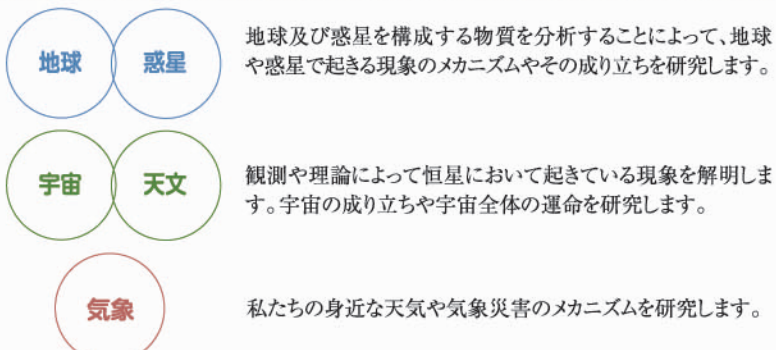 地球 惑星
地球及び惑星を構成する物質を分析することによって、地球
や惑星で起きる現象のメカニズムやその成り立ちを研究します。
宇宙 天文
観測や理論によって恒星において起きている現象を解明しま
す。宇宙の成り立ちや宇宙全体の運命を研究します。
気象
私たちの身近な天気や気象災害のメカニズムを研究します。